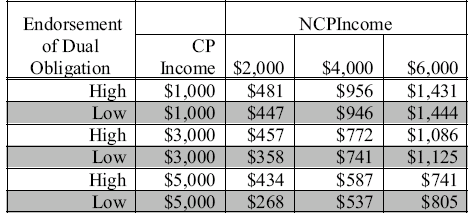 Endorsement NCPIncome
of Dual CP
Obligation Income $2,000 $4,000 $6,000
High $1,000 $481 $956 $1,431
Low $1,000 $447 $946 $1,444
High $3,000 $457 $772 $1,086
Low $3,000 $358 $741 $1,125
High $5,000 $434 $587 $741
Low $5,000 $268 $537 $805